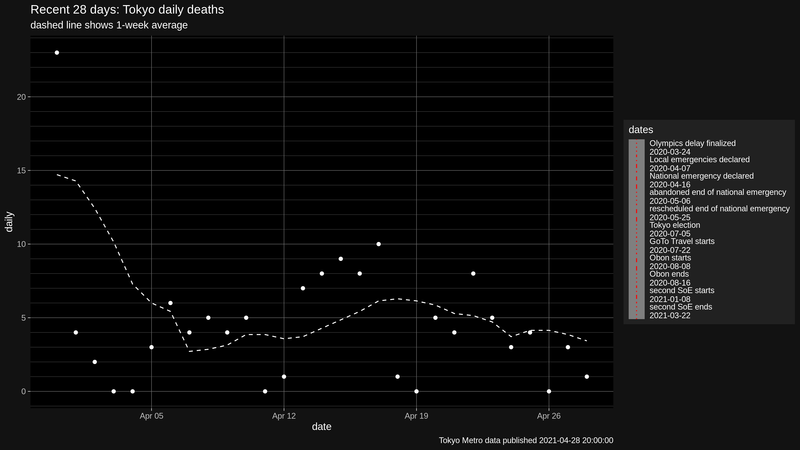 Recent 28 days: Tokyo daily deaths
dashed line shows 1-week average
daily
20
15
10
5
0
Apr 05
Apr 12
Apr 19
Apr 26
date
dates
Olympics delay finalized
2020-03-24
Local emergencies declared
2020-04-07
National emergency declared
2020-04-16
abandoned end of national emergency
2020-05-06
rescheduled end of national emergency
2020-05-25
Tokyo election
2020-07-05
GoTo Travel starts
2020-07-22
Obon starts
2020-08-08
Obon ends
2020-08-16
second SoE starts
2021-01-08
second SoE ends
2021-03-22
Tokyo Metro data published 2021-04-28 20:00:00